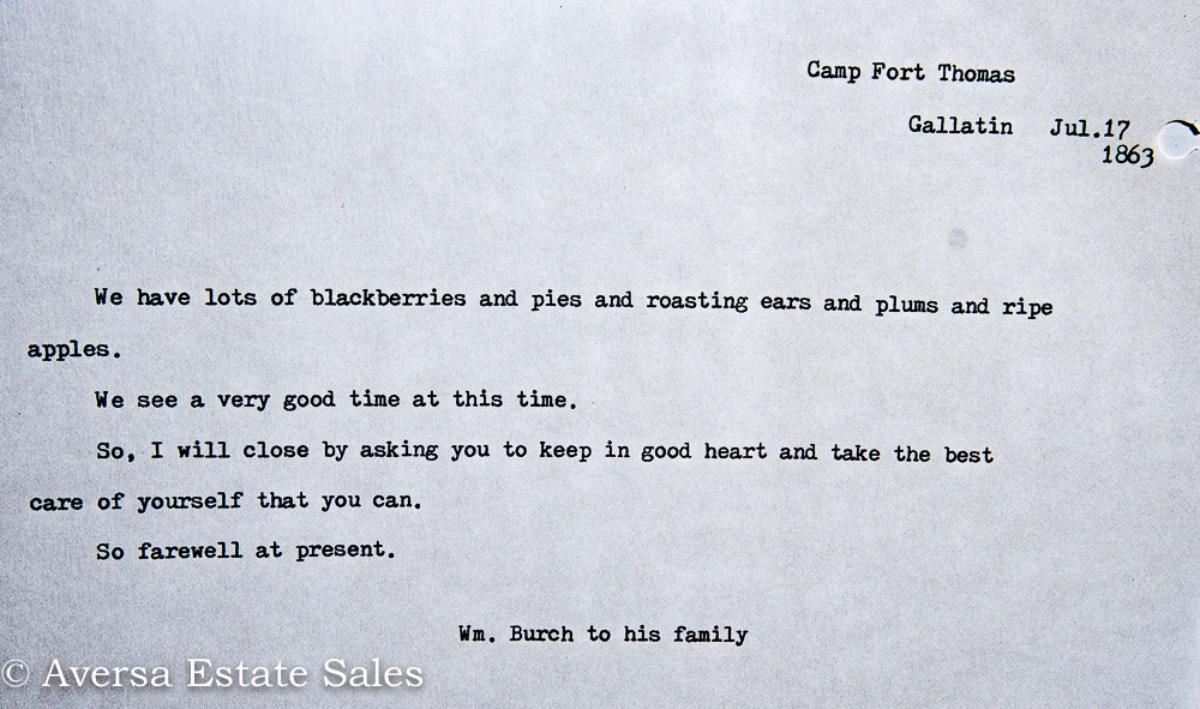 Camp Fort Thomas
Gallatin Jul.17
1863
We have lots of blackberries and pies and roasting ears and plums and ripe
apples.
We see a very good time at this time.
So, I will close by asking you to keep in good heart and take the best
care of yourself that you can.
So farewell at present.
Wm. Burch to his family
© Aversa Estate Sales